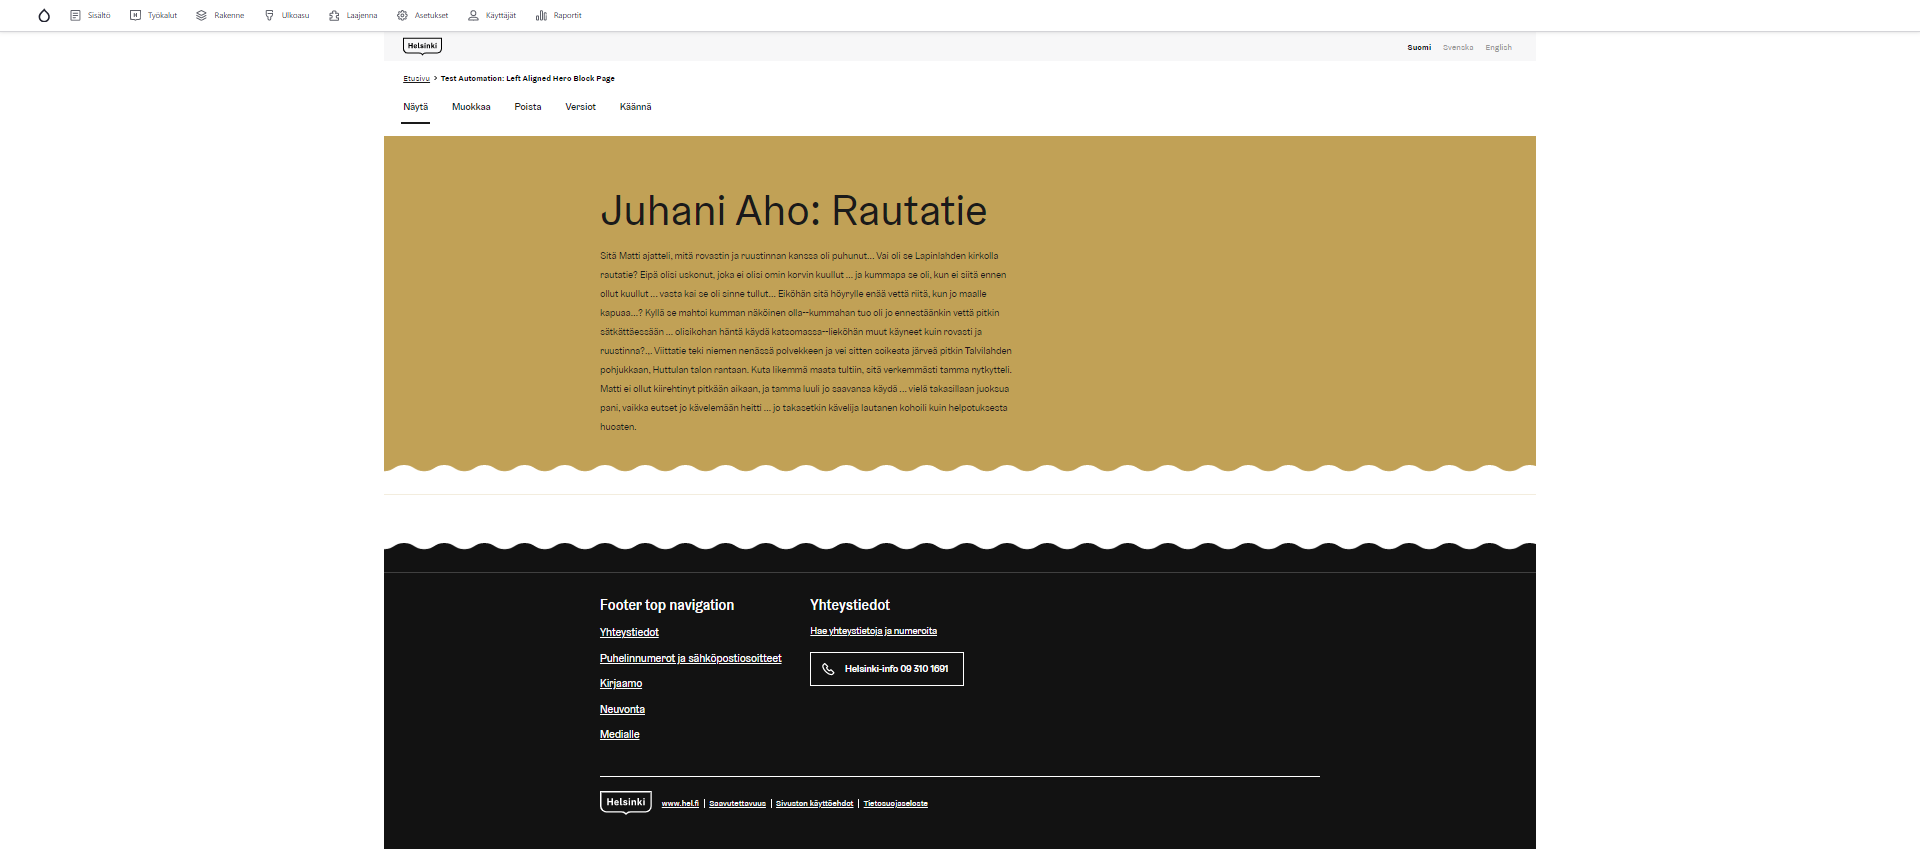 Sisältö Työkalut Rakenne Ulkoasu Laajenna Asetukset Käyttäjät Raportit
Helsinki
Suomi Svenska English
Etusivu > Test Automation: Left Aligned Hero Block Page
Näytä Muokkaa Poista Versiot Käännä
Juhani Aho: Rautatie
Sitä Matti ajatteli, mitä rovastin ja ruustinnan kanssa oli puhunut... Vai oli se Lapinlahden kirkolla
rautatie? Eipä olisi uskonut, joka ei olisi omin korvin kuullut ... ja kummapa se oli, kun ei siitä ennen
ollut kuullut ... vasta kai se oli sinne tullut... Eiköhän sitä höyrylle enää vettä riitä, kun jo maalle
kapuaa...? Kyllä se mahtoi kumman näköinen olla--kummahan tuo oli jo ennestäänkin vettä pitkin
sätkättäessään ... olisikohan häntä käydä katsomassa--lieköhän muut käyneet kuin rovasti ja
ruustinna?... Viittatie teki niemen nenässä polvekkeen ja vei sitten soikeata järveä pitkin Talvilahden
pohjukkaan, Huttulan talon rantaan. Kuta likemmä maata tultiin, sitä verkemmästi tamma nytkytteli.
Matti ei ollut kiirehtinyt pitkään aikaan, ja tamma luuli jo saavansa käydä ... vielä takasillaan juoksua
pani, vaikka eutset jo kävelemään heitti ... jo takasetkin kävelijä lautanen kohoili kuin helpotuksesta
huoaten.
Footer top navigation
Yhteystiedot
Puhelinnumerot ja sähköpostiosoitteet
Kirjaamo
Neuvonta
Medialle
Yhteystiedot
Hae yhteystietoja ja numeroita
Helsinki-info 09 310 1691
Helsinki
www.hel.fi | Saavutettavuus | Sivuston käyttöehdot | Tietosuojaseloste